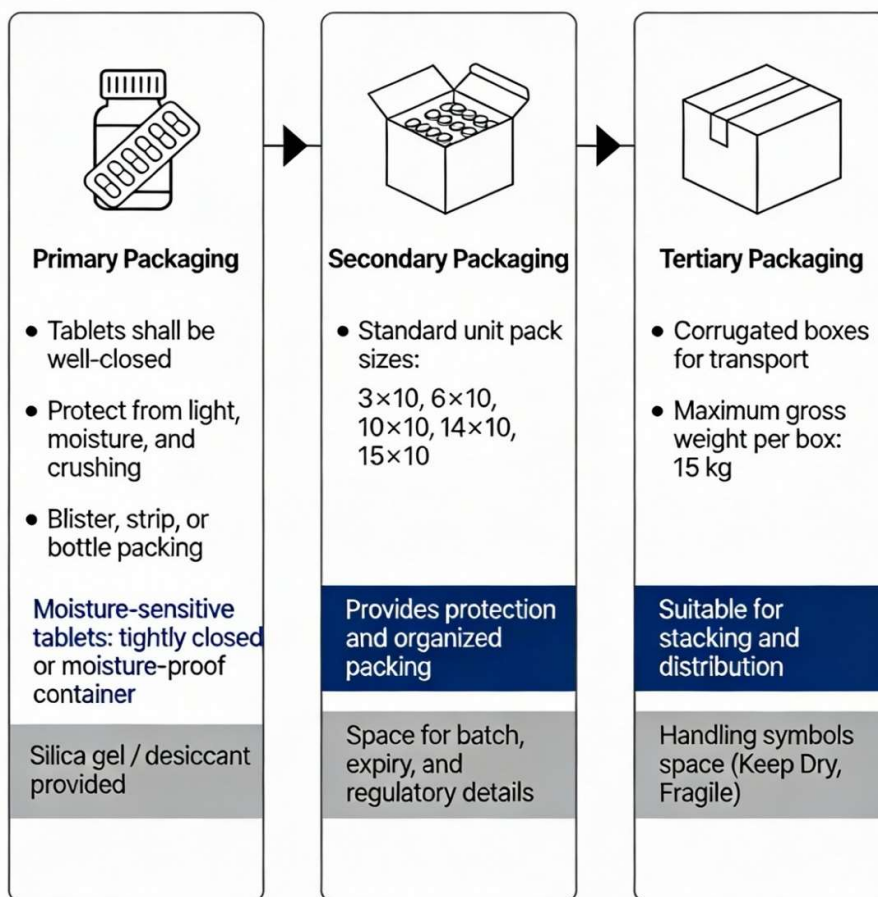 Primary Packaging
• Tablets shall be
well-closed
• Protect from light,
moisture, and
crushing
• Blister, strip, or
bottle packing
Moisture-sensitive
tablets: tightly closed
or moisture-proof
container
Silica gel / desiccant
provided
Secondary Packaging
• Standard unit pack
sizes:
3×10, 6×10,
10×10, 14×10,
15×10
Provides protection
and organized
packing
Space for batch,
expiry, and
regulatory details
Tertiary Packaging
• Corrugated boxes
for transport
• Maximum gross
weight per box:
15 kg
Suitable for
stacking and
distribution
Handling symbols
space (Keep Dry,
Fragile)